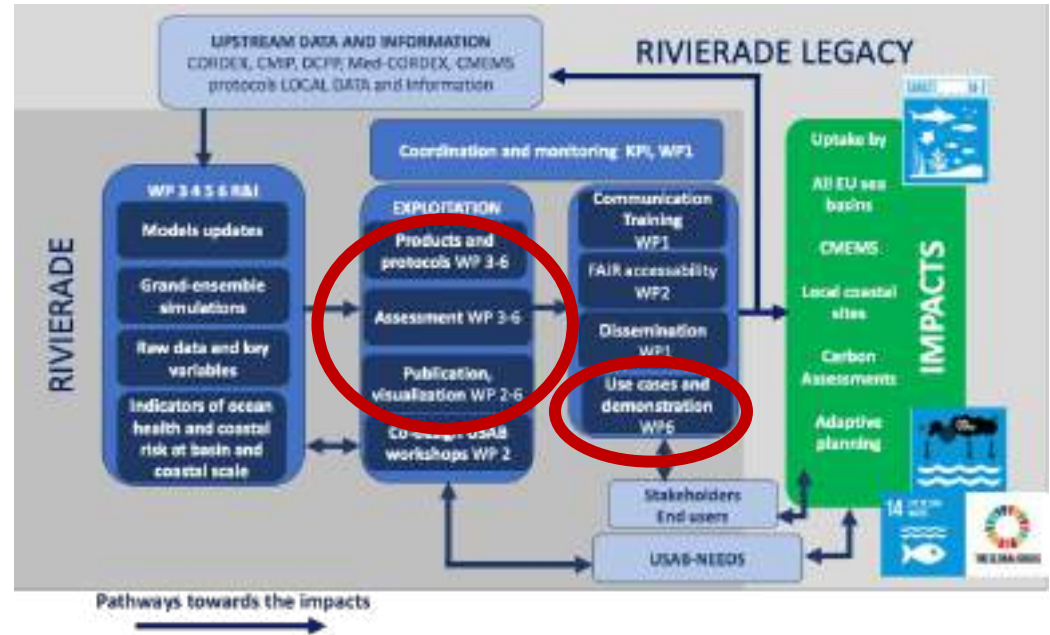 UPSTREAM DATA AND INFORMATION
CORDEX, CMIP, DCPP, Med-CORDEX, CMEMS
protocols LOCAL DATA and Information
RIVIERADE LEGACY
RIVIERADE
Coordination and monitoring KPI, WP1
WP 3 4 5 6 R&I
Models updates
Grand-ensemble
simulations
Raw data and key
variables
Indicators of ocean
health and coastal
risk at basin and
coastal scale
EXPLOITATION
Products and
protocols WP 3-6
Assessment WP 3-6
Publication,
visualization WP 2-6
Co-design USAB
workshops WP 2
Communication
Training
WP1
FAIR accessability
WP2
Dissemination
WP1
Use cases and
demonstration
WP6
Stakeholders
End users
USAB-NEEDS
Uptake by
All EU sea
basins
CMEMS
Local coastal
sites
Carbon
Assessments
Adaptive
planning
IMPACTS
TARGET
14
THE GLOBAL GOALS
Pathways towards the impacts